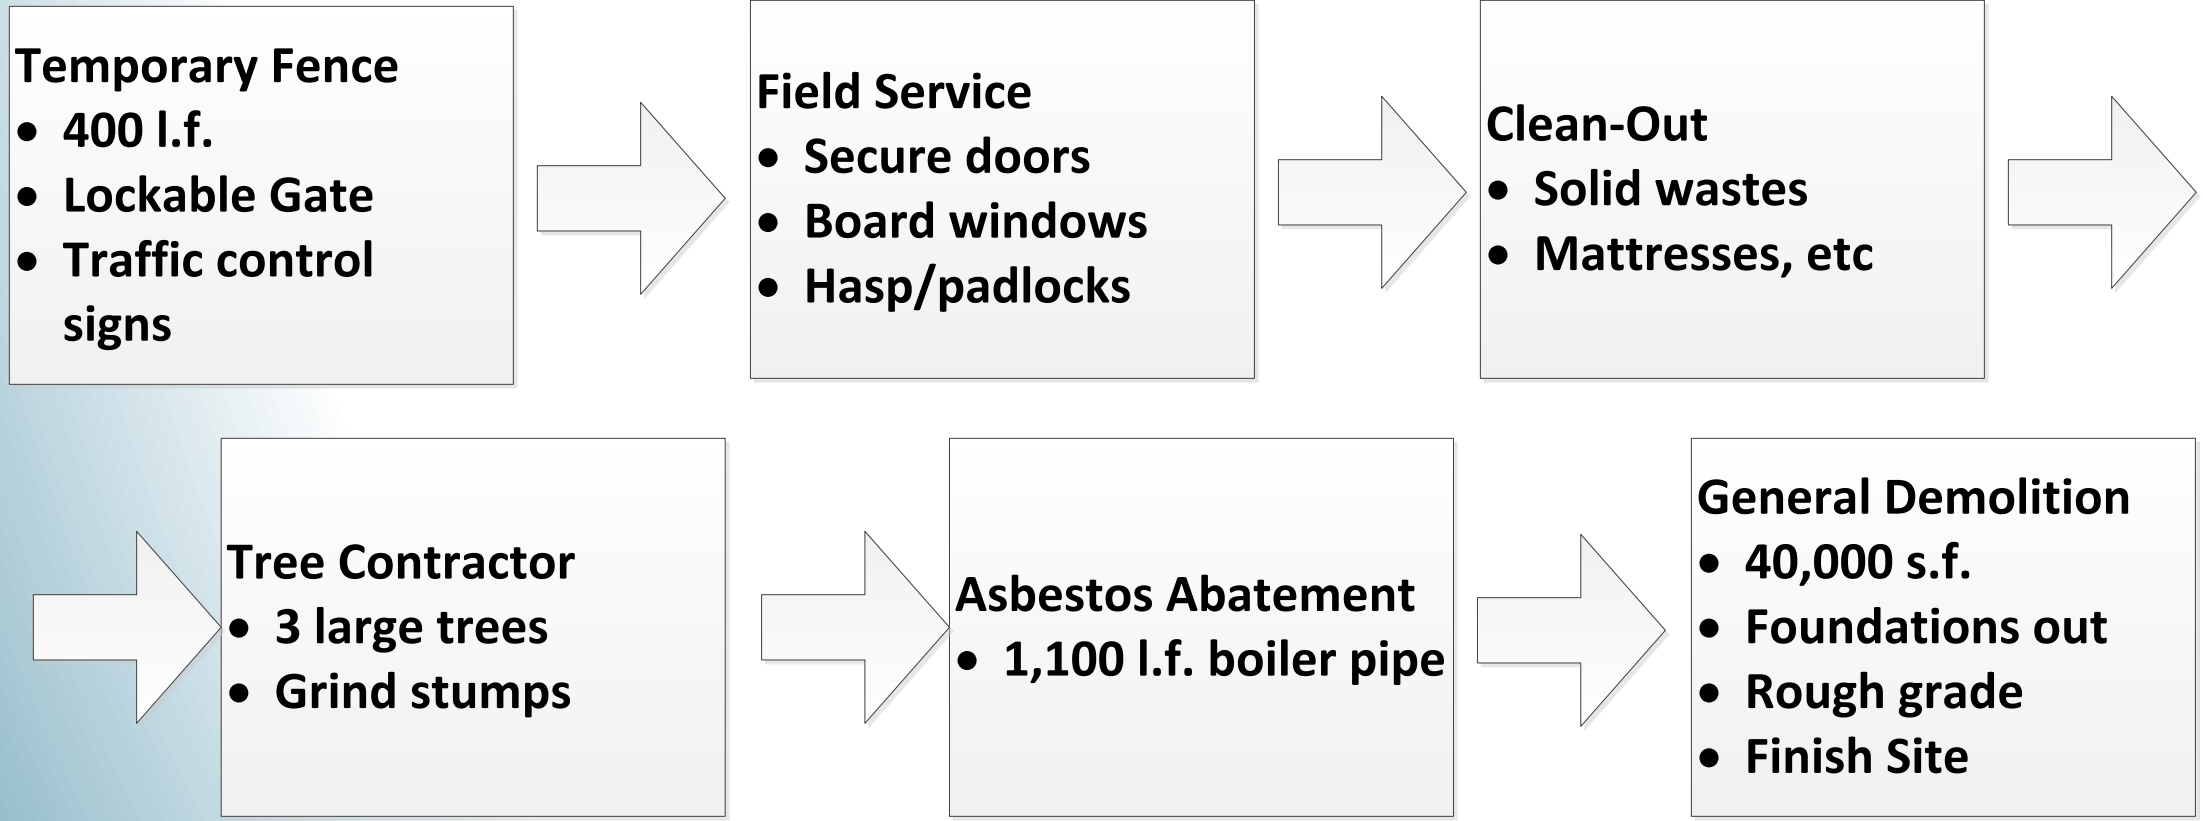 Temporary Fence
• 400 l.f.
• Lockable Gate
• Traffic control
signs
Field Service
• Secure doors
• Board windows
• Hasp/padlocks
Clean-Out
• Solid wastes
• Mattresses, etc
Tree Contractor
• 3 large trees
• Grind stumps
Asbestos Abatement
• 1,100 l.f. boiler pipe
General Demolition
• 40,000 s.f.
• Foundations out
• Rough grade
• Finish Site